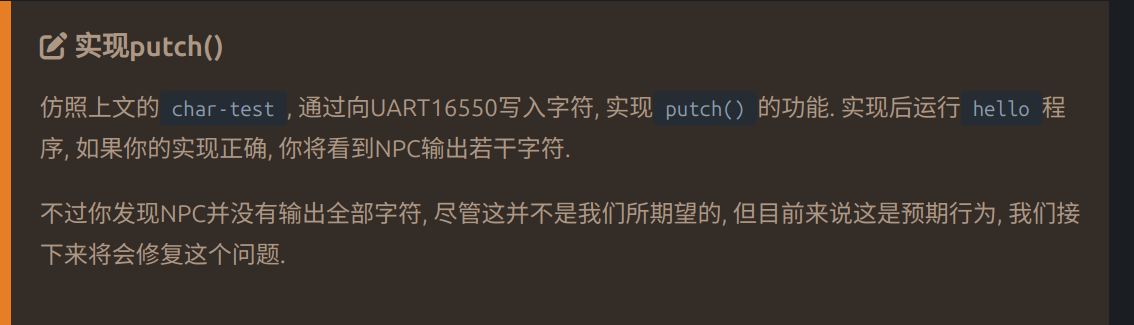 实现putch()
仿照上文的 char-test , 通过向UART16550写入字符, 实现 putch() 的功能. 实现后运行 hello 程
序, 如果你的实现正确, 你将看到NPC输出若干字符.
不过你发现NPC并没有输出全部字符, 尽管这并不是我们所期望的, 但目前来说这是预期行为, 我们接
下来将会修复这个问题.